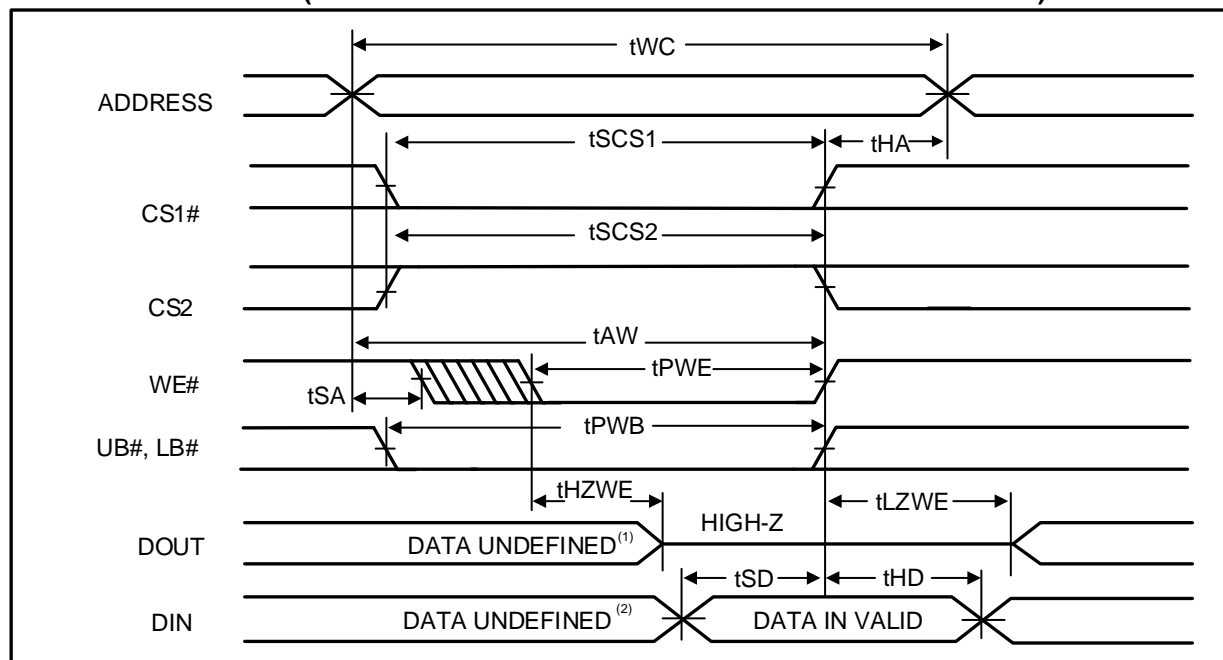 (
)
tWC
ADDRESS
tSCS1
tHA
CS1#
tSCS2
CS2
tAW
WE#
tPWE
tSA
tPWB
UB#, LB#
tHZWE
tLZWE
HIGH-Z
DOUT
DATA UNDEFINED(1)
tSD
tHD
DIN
DATA UNDEFINED (2)
DATA IN VALID